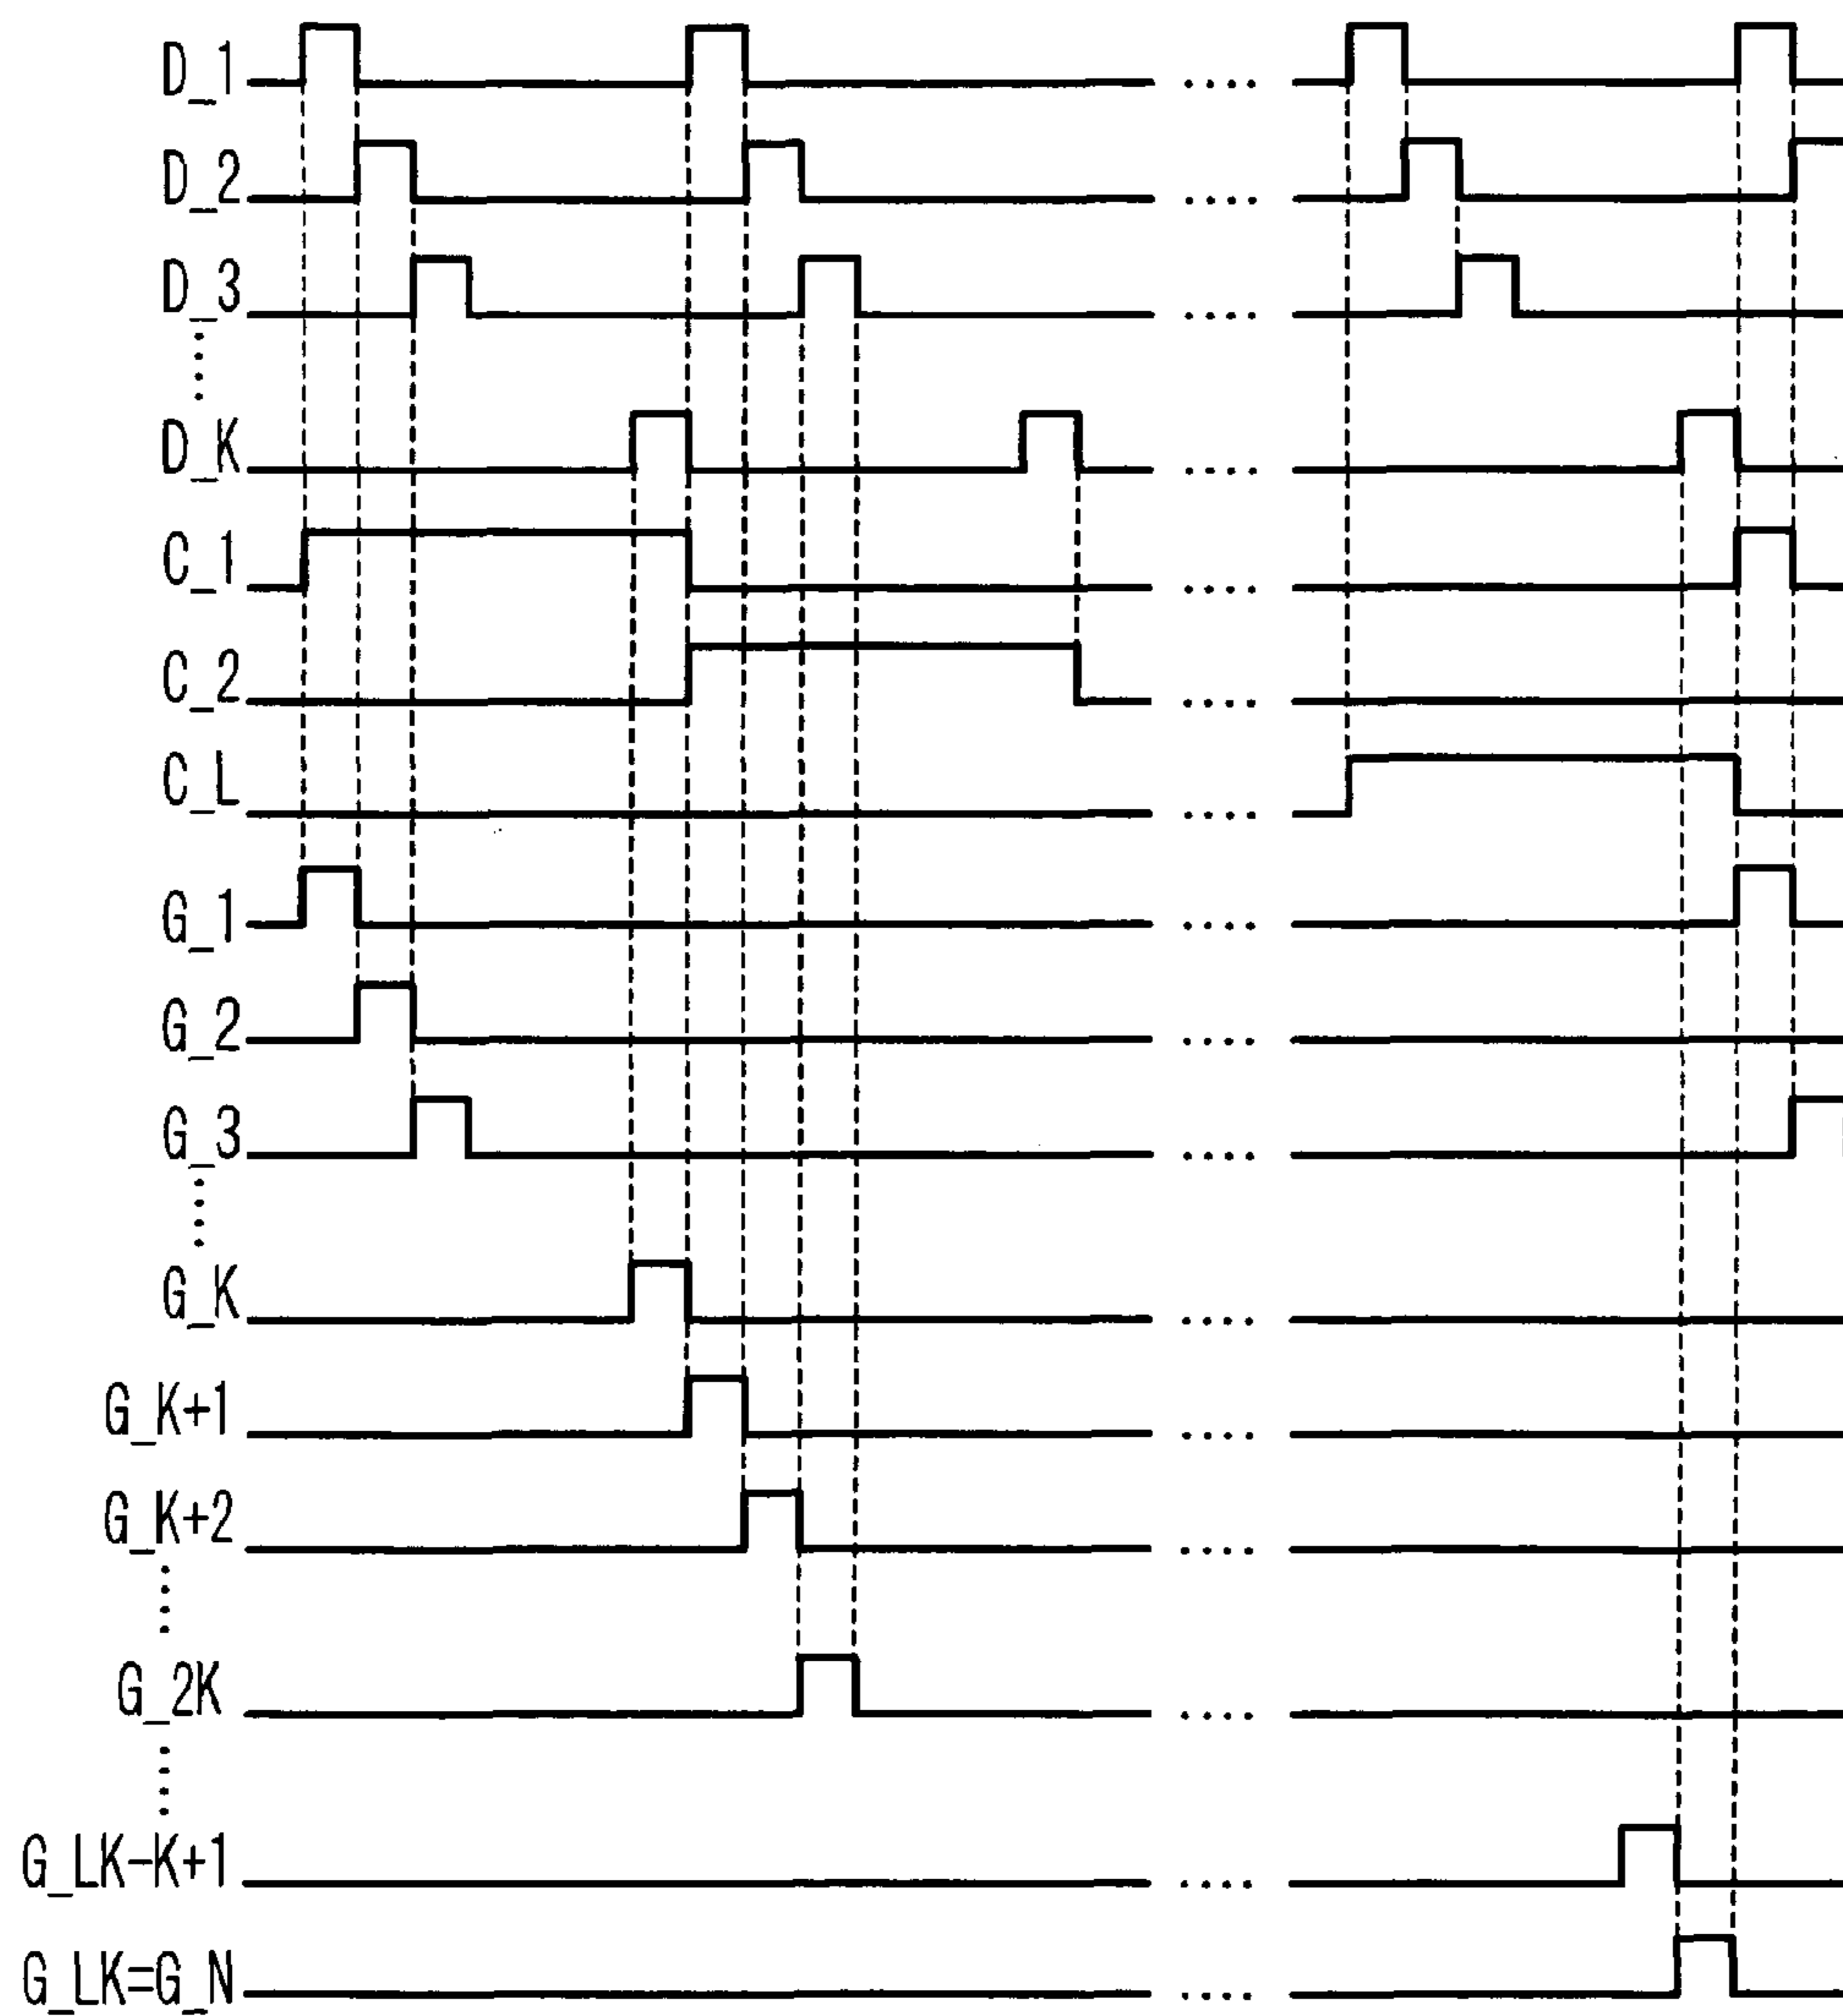 D_1
D_2
D_3
D_K
C_1
C_2
C_L
G_1
G_2
G_3
G_K
G_K+1
G_K+2
G_2K
G_LK-K+1
G_LK=G_N